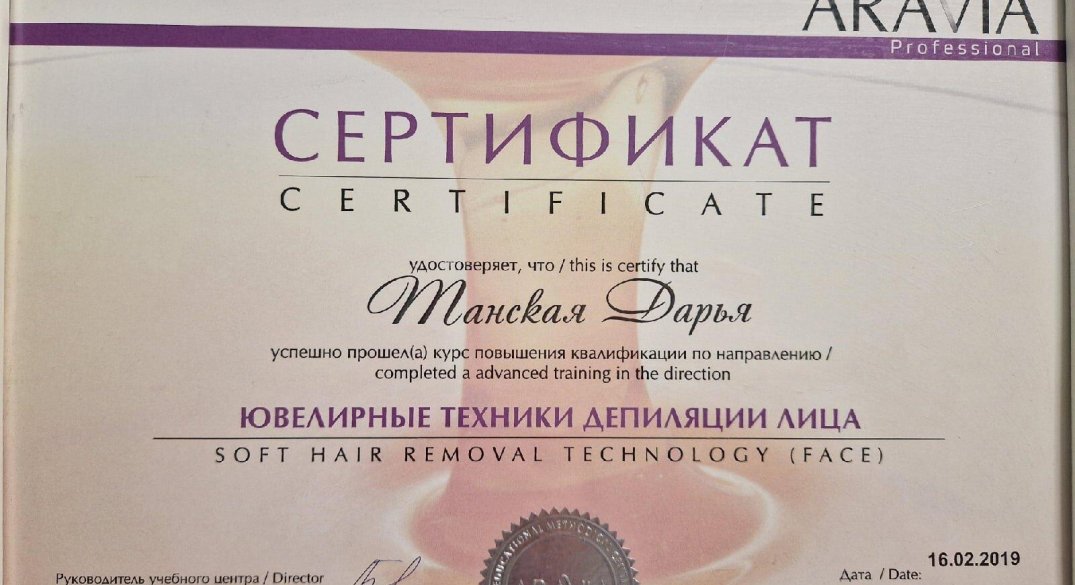 ARAVIA
Professional
СЕРТИФИКАТ
CERTIFICATE
удостоверяет, что / this is certify that
Танская Дарья
успешно прошел(а) курс повышения квалификации по направлению /
completed a advanced training in the direction
ЮВЕЛИРНЫЕ ТЕХНИКИ ДЕПИЛЯЦИИ ЛИЦА
SOFT HAIR REMOVAL TECHNOLOGY (FACE)
16.02.2019
Руководитель учебного центра / Director
Дата / Date: